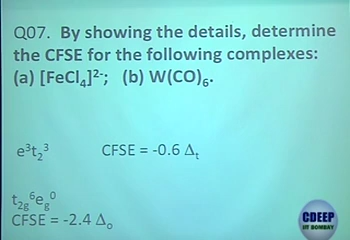 Q07. By showing the details, determine
the CFSE for the following complexes:
(a) [FeCl₄]²⁻; (b) W(CO)₆.
e³t₂³ CFSE = -0.6 Δₜ
t₂g⁶eg⁰
CFSE = -2.4 Δₒ
CDEEP
IIT BOMBAY